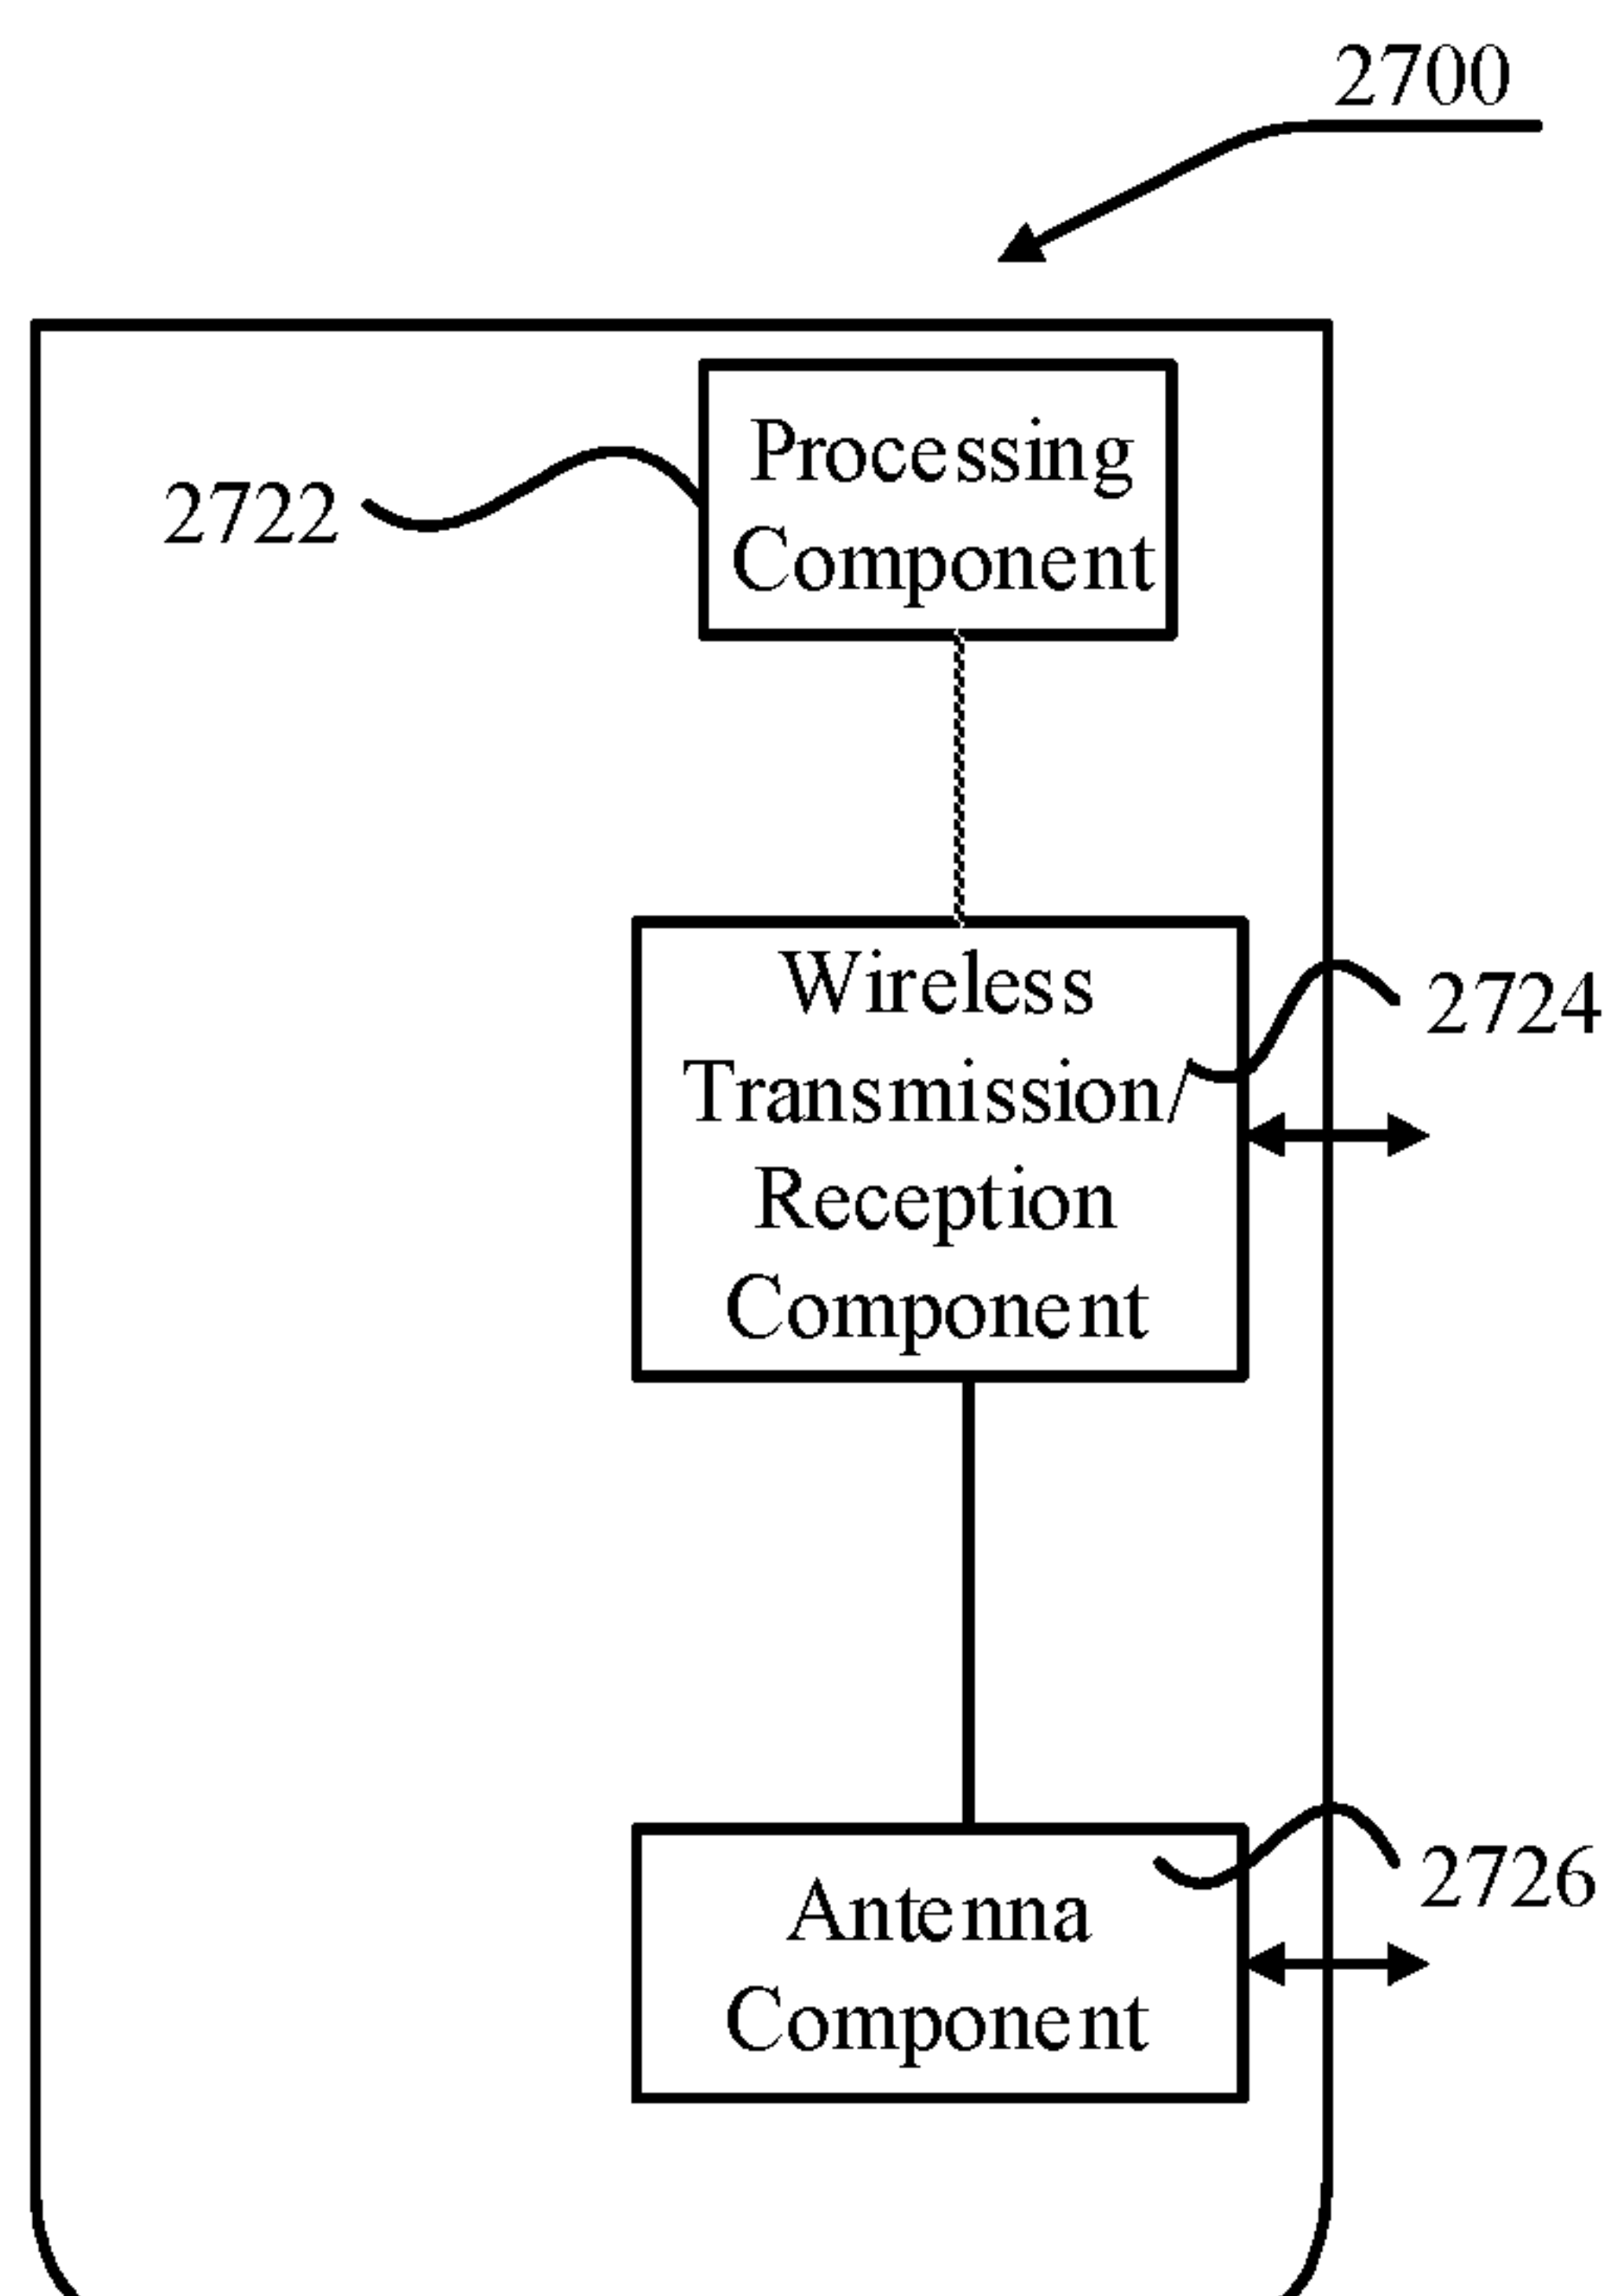 2700
Processing
Component
2722
Wireless
Transmission/
Reception
Component
2724
Antenna
Component
2726